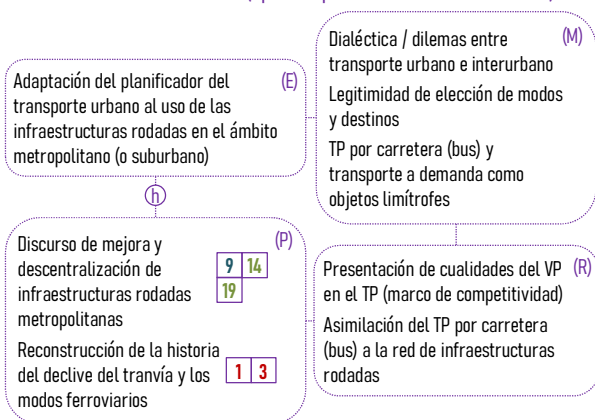 Adaptación del planificador del (E)
transporte urbano al uso de las
infraestructuras rodadas en el ámbito
metropolitano (o suburbano)
Dialéctica / dilemas entre (M)
transporte urbano e interurbano
Legitimidad de elección de modos
y destinos
TP por carretera (bus) y
transporte a demanda como
objetos limítrofes
h
Discurso de mejora y (P)
descentralización de
infraestructuras rodadas
metropolitanas
9 14
19
Reconstrucción de la historia
del declive del tranvía y los
modos ferroviarios
1 3
Presentación de cualidades del VP (R)
en el TP (marco de competitividad)
Asimilación del TP por carretera
(bus) a la red de infraestructuras
rodadas